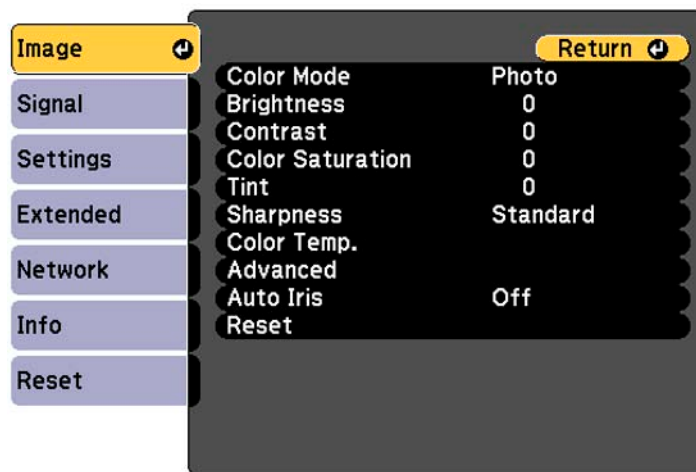 Image
Signal
Settings
Extended
Network
Info
Reset
Return
Color Mode Photo
Brightness 0
Contrast 0
Color Saturation 0
Tint 0
Sharpness Standard
Color Temp.
Advanced
Auto Iris Off
Reset